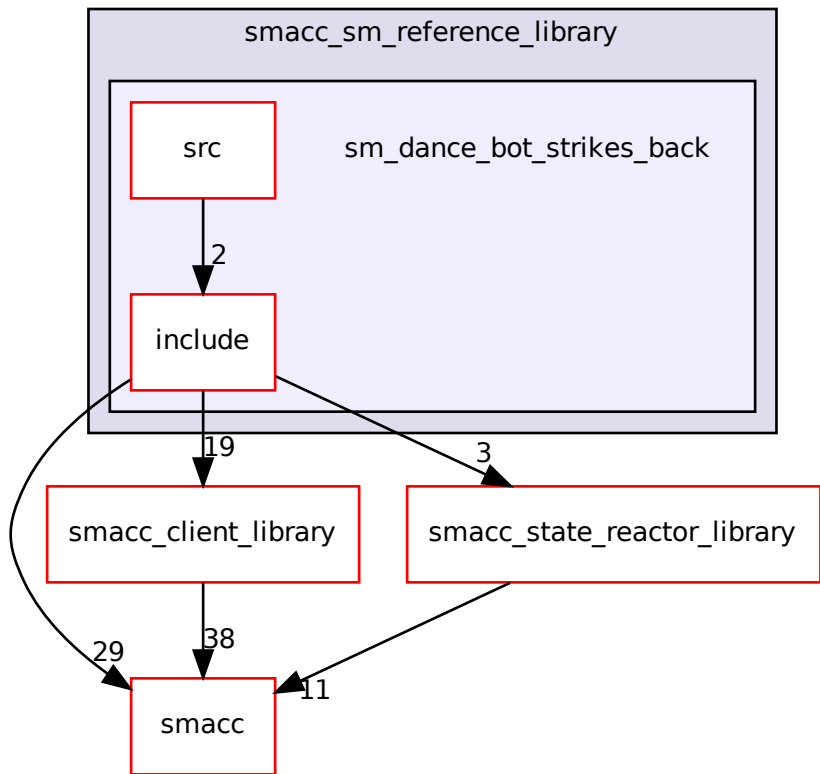 smacc_sm_reference_library
src
sm_dance_bot_strikes_back
2
include
19
3
smacc_client_library
smacc_state_reactor_library
29
38
11
smacc